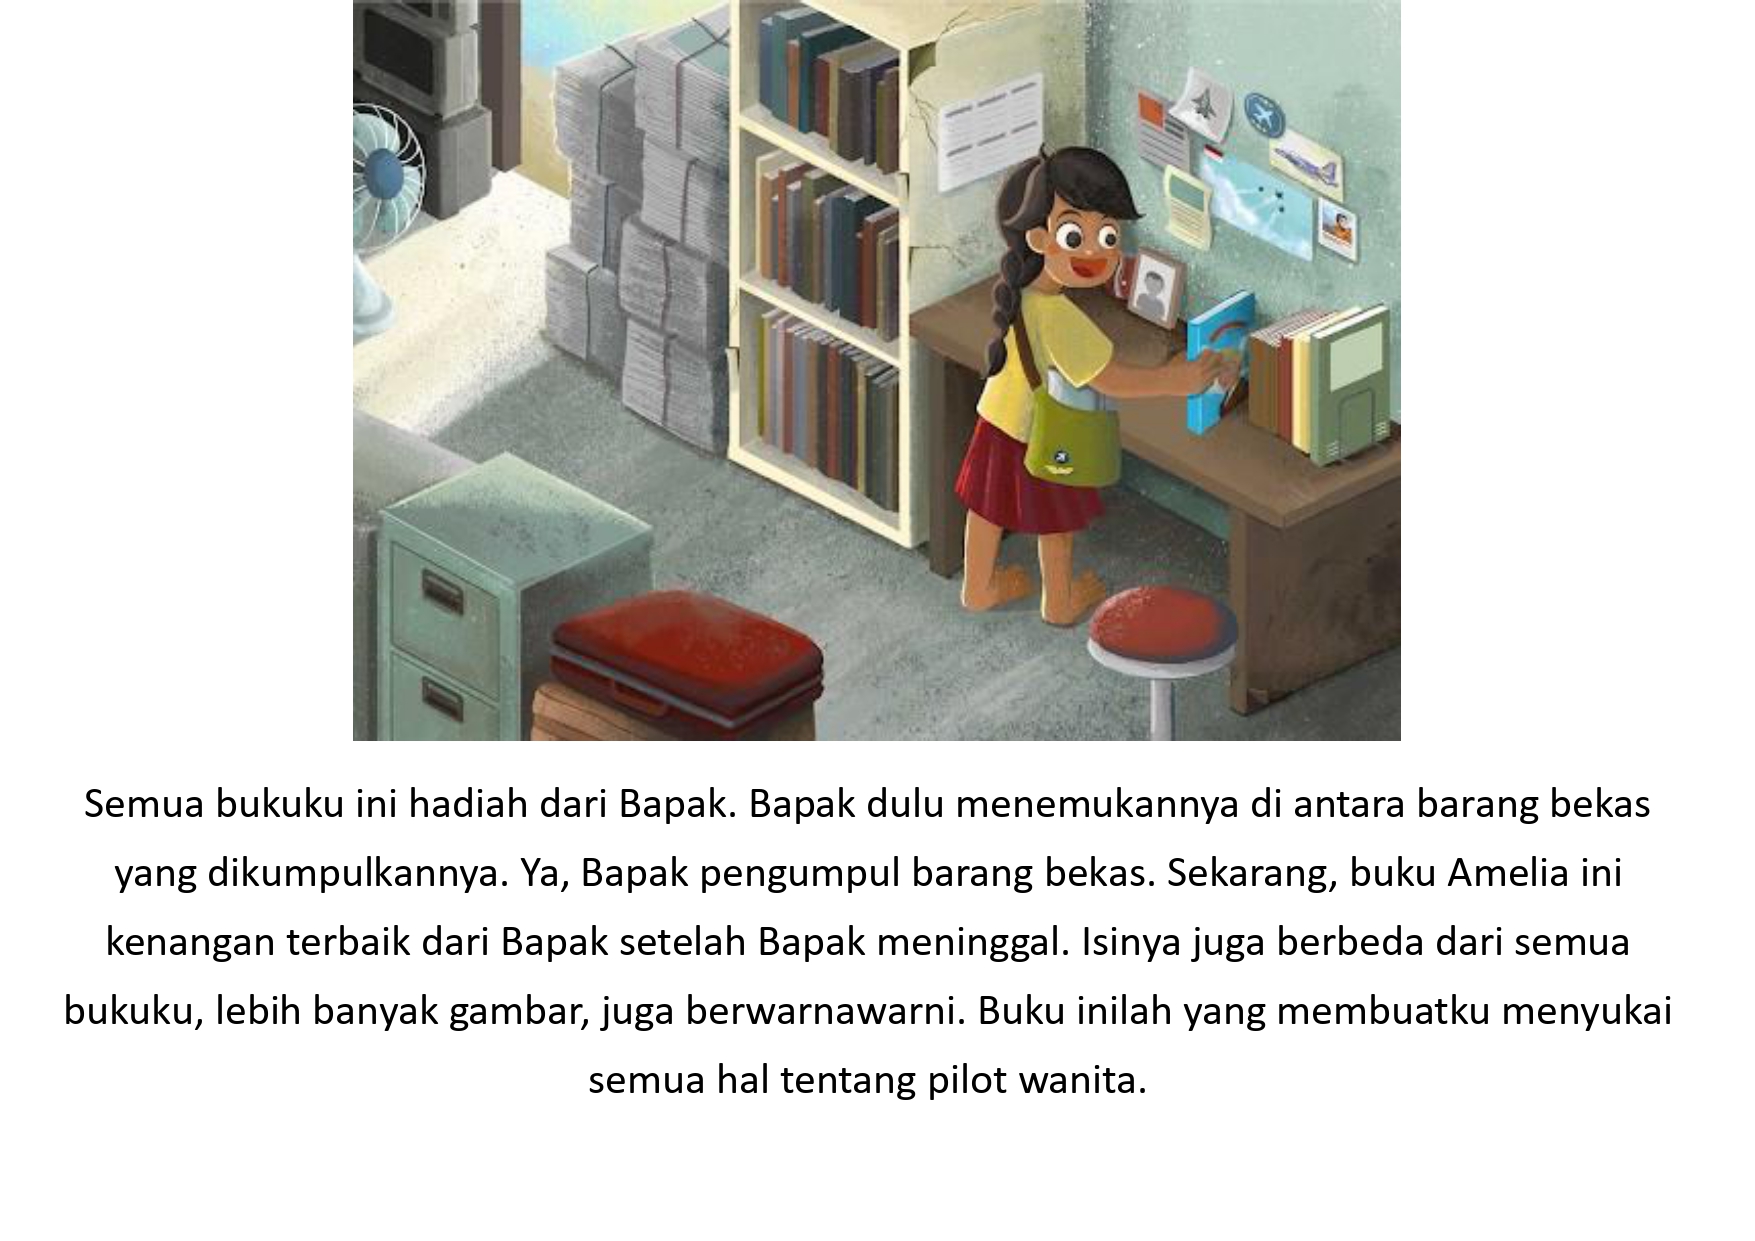 Semua bukuku ini hadiah dari Bapak. Bapak dulu menemukannya di antara barang bekas
yang dikumpulkannya. Ya, Bapak pengumpul barang bekas. Sekarang, buku Amelia ini
kenangan terbaik dari Bapak setelah Bapak meninggal. Isinya juga berbeda dari semua
bukuku, lebih banyak gambar, juga berwarnawarni. Buku inilah yang membuatku menyukai
semua hal tentang pilot wanita.